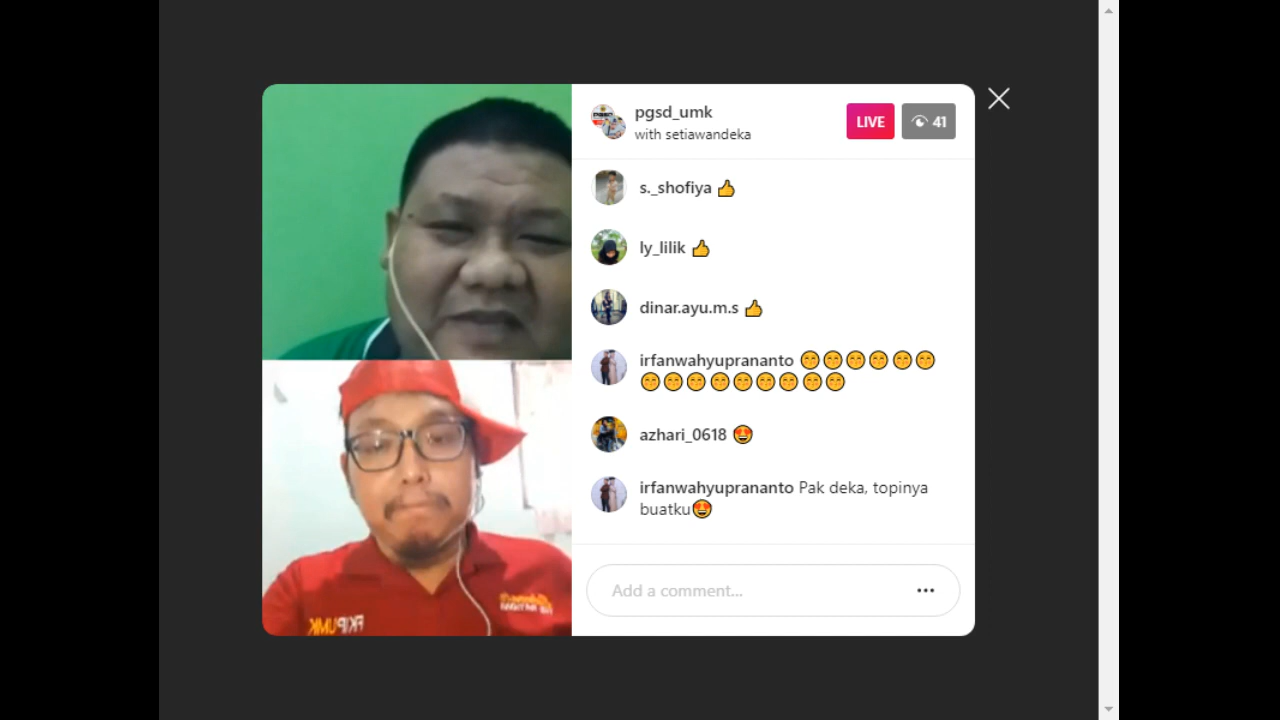 pgsd_umk
with setiawandeka
LIVE
41
s._shofiya 👍
ly_lilik 👍
dinar.ayu.m.s 👍
irfanwahyuprananto 😁😁😁😁😁😁
😁😁😁😁😁😁😁😁😁
azhari_0618 🤩
irfanwahyuprananto Pak deka, topinya
buatku🤩
Add a comment...
FKIP UMK